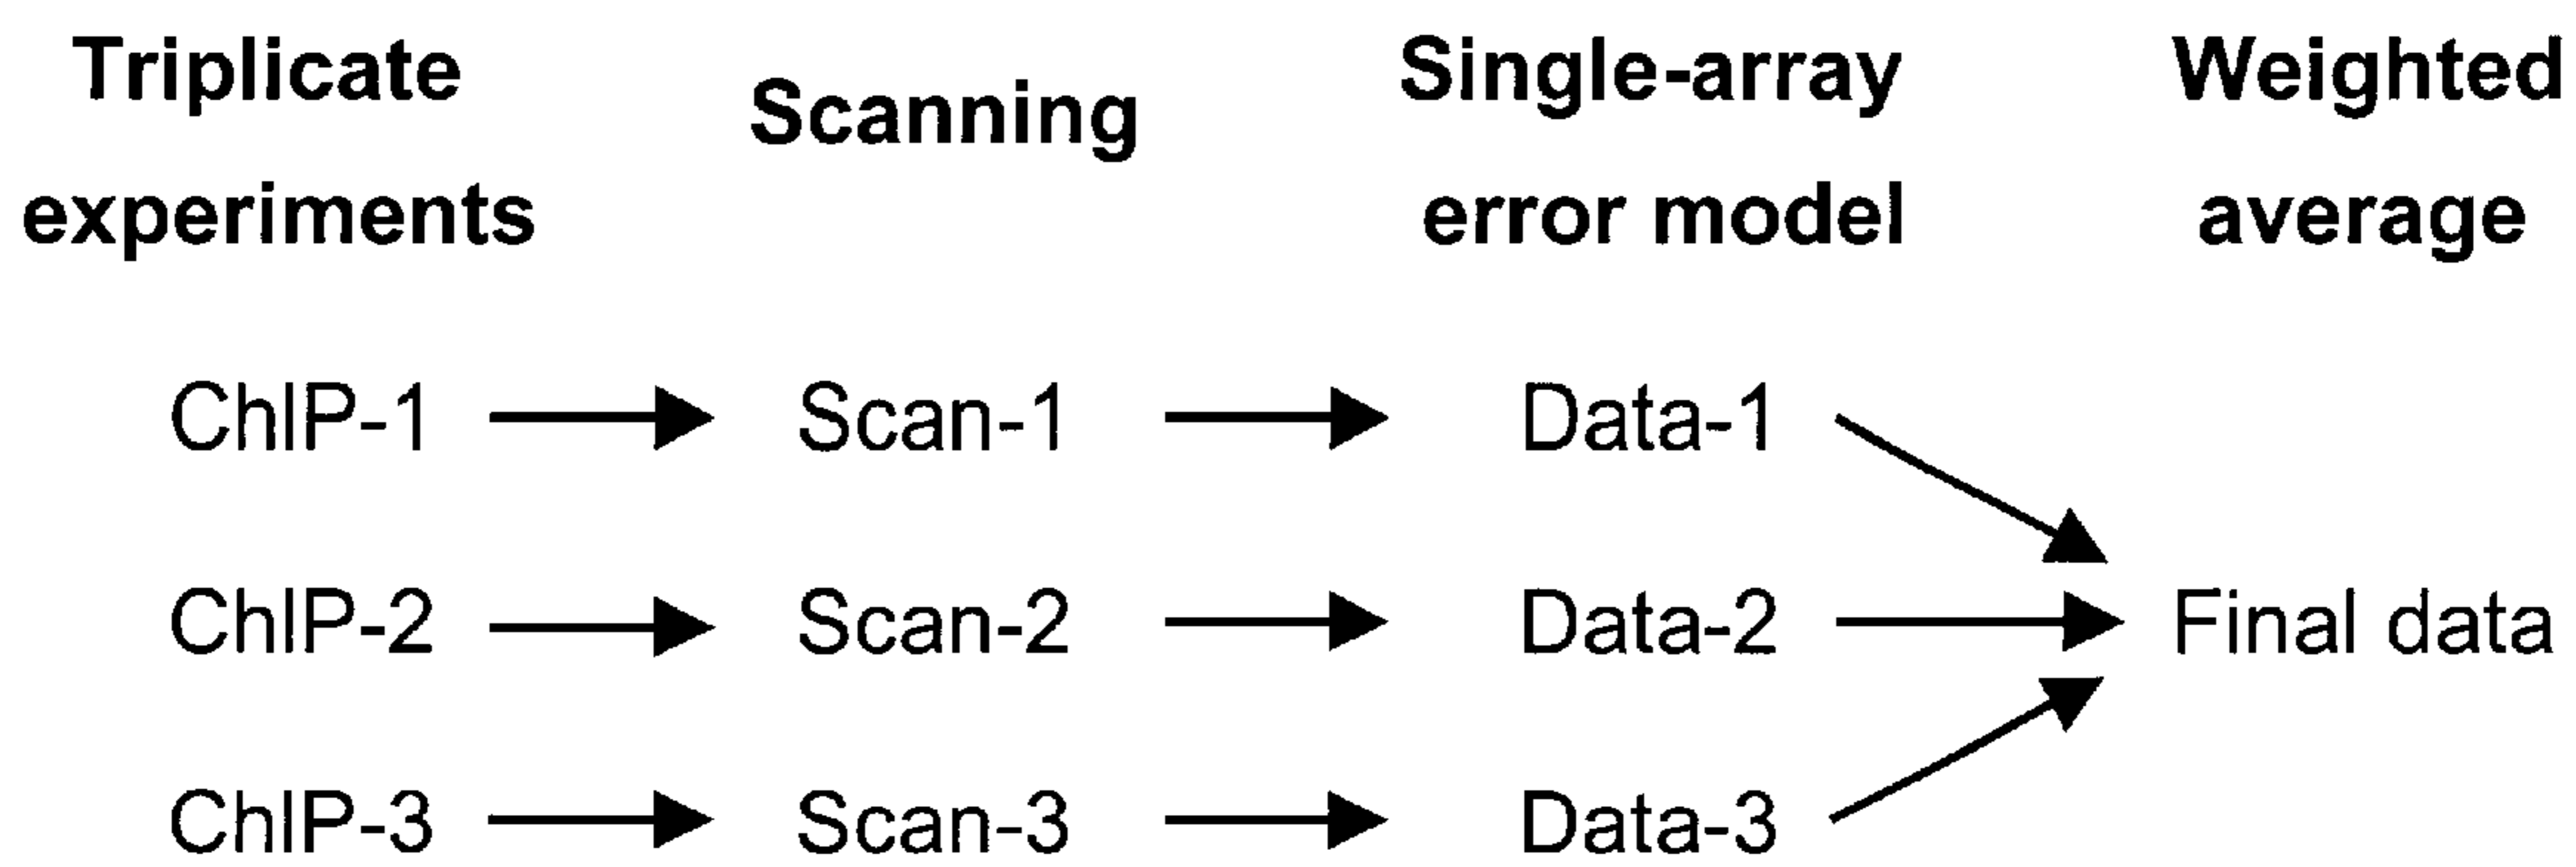 Triplicate
experiments
Scanning
Single-array
error model
Weighted
average
ChIP-1 Scan-1 Data-1
ChIP-2 Scan-2 Data-2 Final data
ChIP-3 Scan-3 Data-3